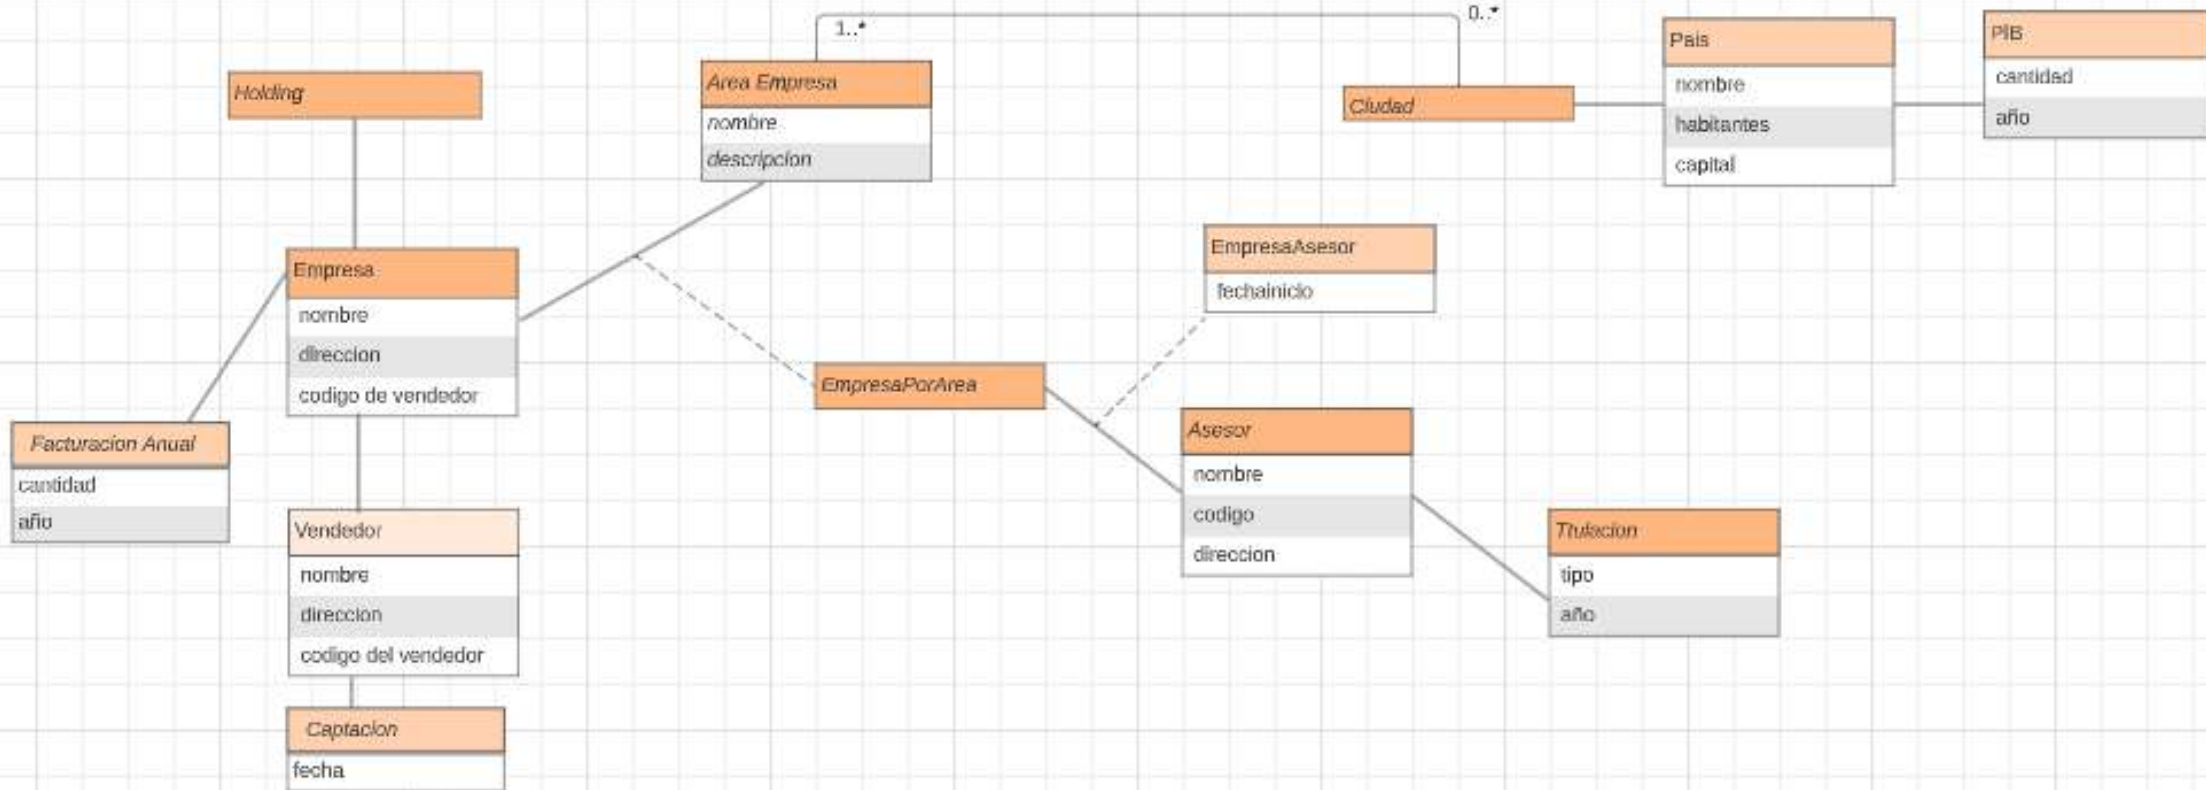 1..*
0..*
Holding
Area Empresa
nombre
descripcion
Ciudad
Pais
nombre
habitantes
capital
PIB
cantidad
año
Empresa
nombre
direccion
codigo de vendedor
EmpresaAsesor
fechainicio
EmpresaPorArea
Facturacion Anual
cantidad
año
Asesor
nombre
codigo
direccion
Vendedor
nombre
direccion
codigo del vendedor
Titulacion
tipo
año
Captacion
fecha